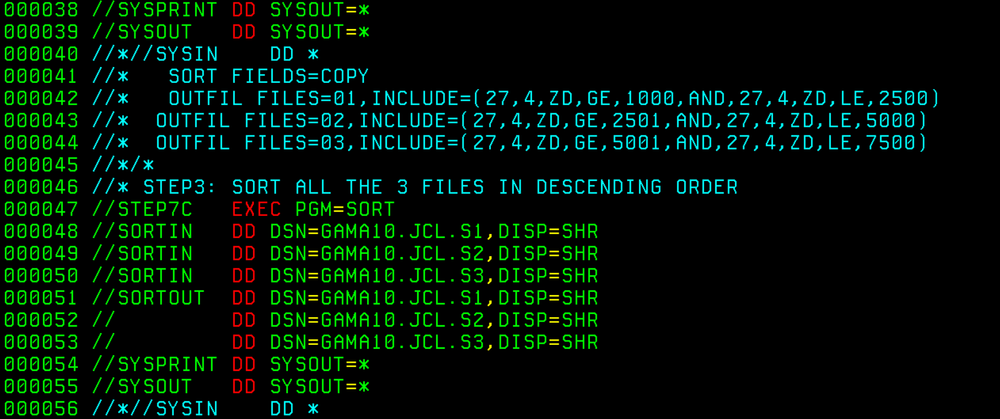 000038 //SYSPRINT DD SYSOUT=*
000039 //SYSOUT   DD SYSOUT=*
000040 //*//SYSIN    DD *
000041 //*   SORT FIELDS=COPY
000042 //*   OUTFIL FILES=01,INCLUDE=(27,4,ZD,GE,1000,AND,27,4,ZD,LE,2500)
000043 //*  OUTFIL FILES=02,INCLUDE=(27,4,ZD,GE,2501,AND,27,4,ZD,LE,5000)
000044 //*  OUTFIL FILES=03,INCLUDE=(27,4,ZD,GE,5001,AND,27,4,ZD,LE,7500)
000045 //*/*
000046 //* STEP3: SORT ALL THE 3 FILES IN DESCENDING ORDER
000047 //STEP7C   EXEC PGM=SORT
000048 //SORTIN   DD DSN=GAMA10.JCL.S1,DISP=SHR
000049 //SORTIN   DD DSN=GAMA10.JCL.S2,DISP=SHR
000050 //SORTIN   DD DSN=GAMA10.JCL.S3,DISP=SHR
000051 //SORTOUT  DD DSN=GAMA10.JCL.S1,DISP=SHR
000052 //         DD DSN=GAMA10.JCL.S2,DISP=SHR
000053 //         DD DSN=GAMA10.JCL.S3,DISP=SHR
000054 //SYSPRINT DD SYSOUT=*
000055 //SYSOUT   DD SYSOUT=*
000056 //*//SYSIN    DD *